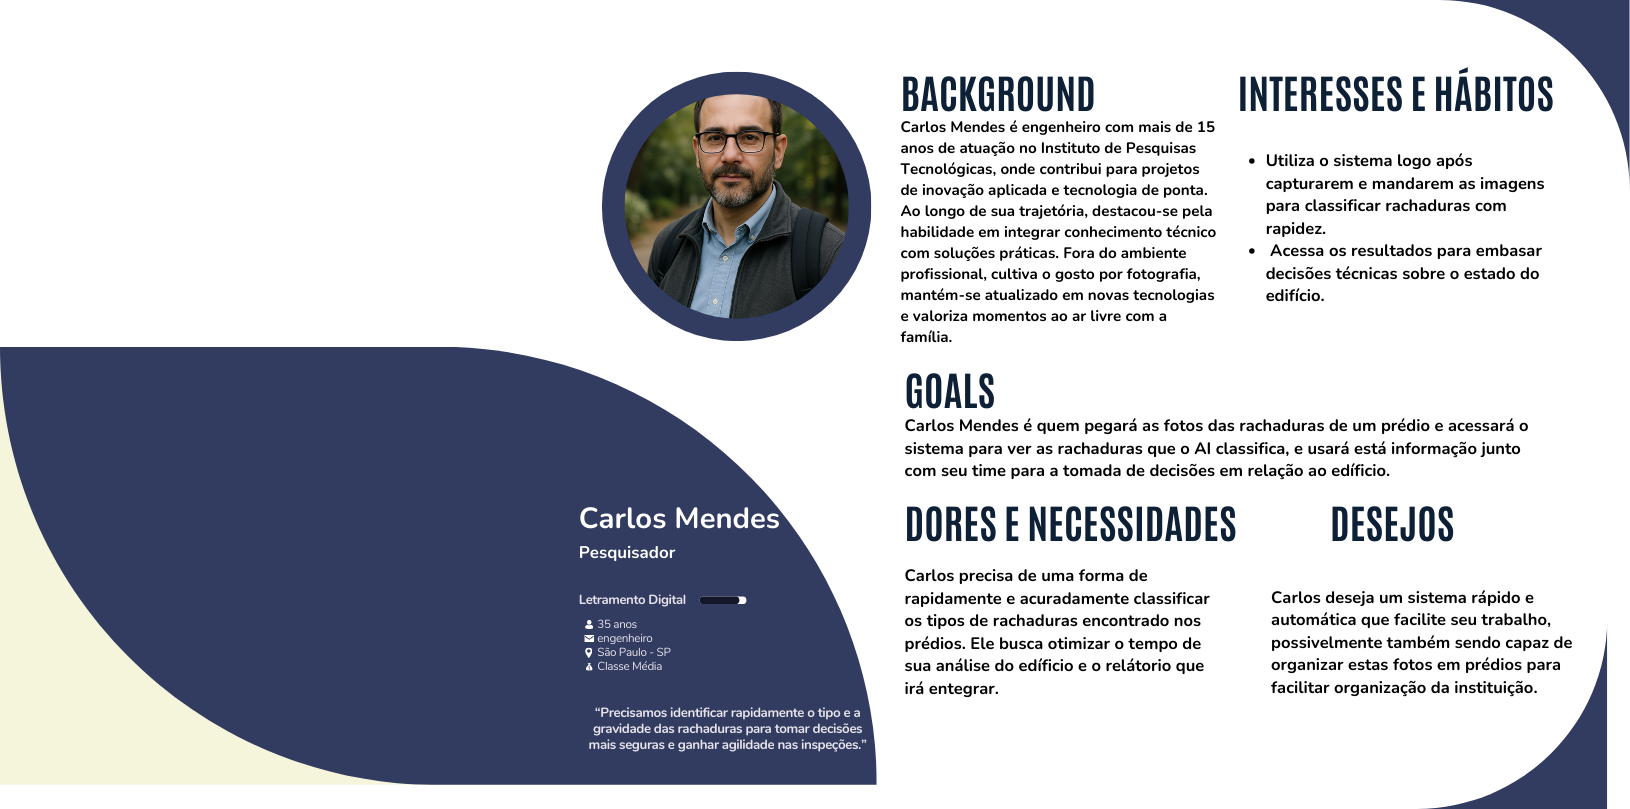 BACKGROUND
Carlos Mendes é engenheiro com mais de 15
anos de atuação no Instituto de Pesquisas
Tecnológicas, onde contribui para projetos
de inovação aplicada e tecnologia de ponta.
Ao longo de sua trajetória, destacou-se pela
habilidade em integrar conhecimento técnico
com soluções práticas. Fora do ambiente
profissional, cultiva o gosto por fotografia,
mantém-se atualizado em novas tecnologias
e valoriza momentos ao ar livre com a
família.
INTERESSES E HÁBITOS
• Utiliza o sistema logo após
capturarem e mandarem as imagens
para classificar rachaduras com
rapidez.
• Acessa os resultados para embasar
decisões técnicas sobre o estado do
edifício.
GOALS
Carlos Mendes é quem pegará as fotos das rachaduras de um prédio e acessará o
sistema para ver as rachaduras que o AI classifica, e usará está informação junto
com seu time para a tomada de decisões em relação ao edíficio.
Carlos Mendes
Pesquisador
Letramento Digital
35 anos
engenheiro
São Paulo - SP
Classe Média
“Precisamos identificar rapidamente o tipo e a
gravidade das rachaduras para tomar decisões
mais seguras e ganhar agilidade nas inspeções.”
DORES E NECESSIDADES
Carlos precisa de uma forma de
rapidamente e acuradamente classificar
os tipos de rachaduras encontrado nos
prédios. Ele busca otimizar o tempo de
sua análise do edíficio e o relátorio que
irá entegrar.
DESEJOS
Carlos deseja um sistema rápido e
automática que facilite seu trabalho,
possivelmente também sendo capaz de
organizar estas fotos em prédios para
facilitar organização da instituição.